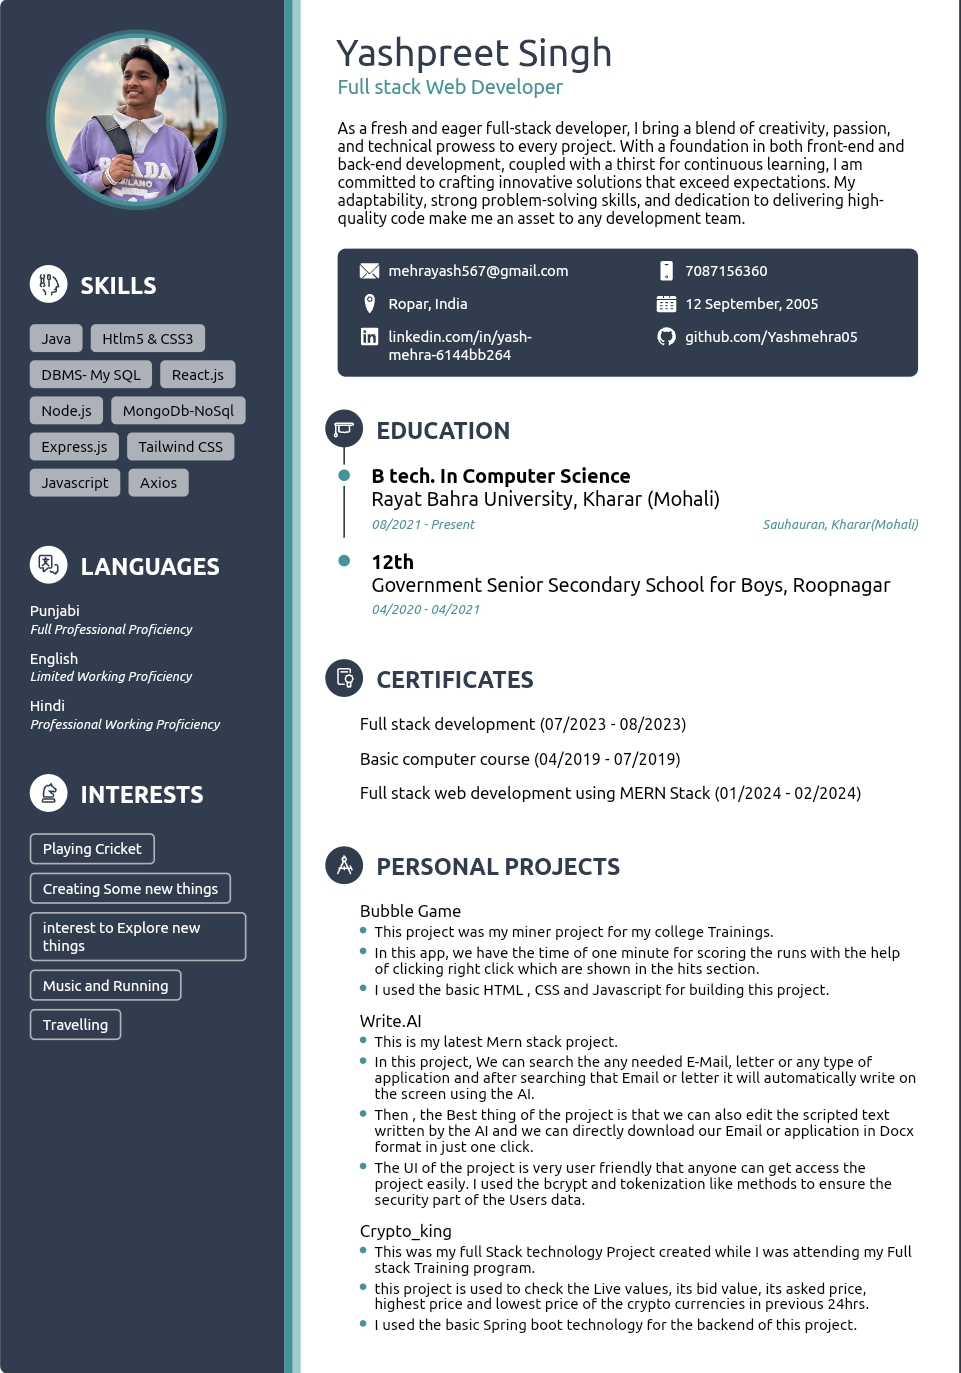 Yashpreet Singh
Full stack Web Developer
As a fresh and eager full-stack developer, I bring a blend of creativity, passion,
and technical prowess to every project. With a foundation in both front-end and
back-end development, coupled with a thirst for continuous learning, I am
committed to crafting innovative solutions that exceed expectations. My
adaptability, strong problem-solving skills, and dedication to delivering high-
quality code make me an asset to any development team.
mehrayash567@gmail.com
7087156360
Ropar, India
12 September, 2005
linkedin.com/in/yash-
mehra-6144bb264
github.com/Yashmehra05
SKILLS
Java
Htlm5 & CSS3
DBMS- My SQL
React.js
Node.js
MongoDb-NoSql
Express.js
Tailwind CSS
Javascript
Axios
LANGUAGES
Punjabi
Full Professional Proficiency
English
Limited Working Proficiency
Hindi
Professional Working Proficiency
INTERESTS
Playing Cricket
Creating Some new things
interest to Explore new
things
Music and Running
Travelling
EDUCATION
B tech. In Computer Science
Rayat Bahra University, Kharar (Mohali)
08/2021 - Present
Sauhauran, Kharar(Mohali)
12th
Government Senior Secondary School for Boys, Roopnagar
04/2020 - 04/2021
CERTIFICATES
Full stack development (07/2023 - 08/2023)
Basic computer course (04/2019 - 07/2019)
Full stack web development using MERN Stack (01/2024 - 02/2024)
PERSONAL PROJECTS
Bubble Game
This project was my miner project for my college Trainings.
In this app, we have the time of one minute for scoring the runs with the help
of clicking right click which are shown in the hits section.
I used the basic HTML , CSS and Javascript for building this project.
Write.AI
This is my latest Mern stack project.
In this project, We can search the any needed E-Mail, letter or any type of
application and after searching that Email or letter it will automatically write on
the screen using the AI.
Then , the Best thing of the project is that we can also edit the scripted text
written by the AI and we can directly download our Email or application in Docx
format in just one click.
The UI of the project is very user friendly that anyone can get access the
project easily. I used the bcrypt and tokenization like methods to ensure the
security part of the Users data.
Crypto_king
This was my full Stack technology Project created while I was attending my Full
stack Training program.
this project is used to check the Live values, its bid value, its asked price,
highest price and lowest price of the crypto currencies in previous 24hrs.
I used the basic Spring boot technology for the backend of this project.